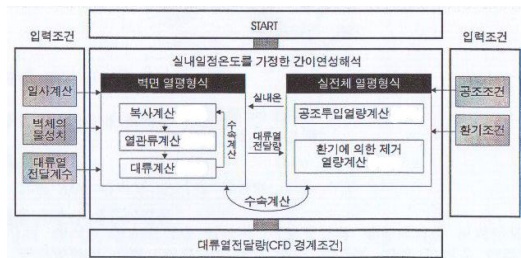 START
입력조건
일사계산
벽체의
물성치
대류열
전달계수
실내일정온도를 가정한 간이연성해석
벽면 열평형식
복사계산
열관류계산
대류계산
수속계산
실내온
대류열
전달량
실전체 열평형식
공조투입열량계산
환기에 의한 제거
열량계산
수속계산
입력조건
공조조건
환기조건
대류열전달량(CFD 경계조건)